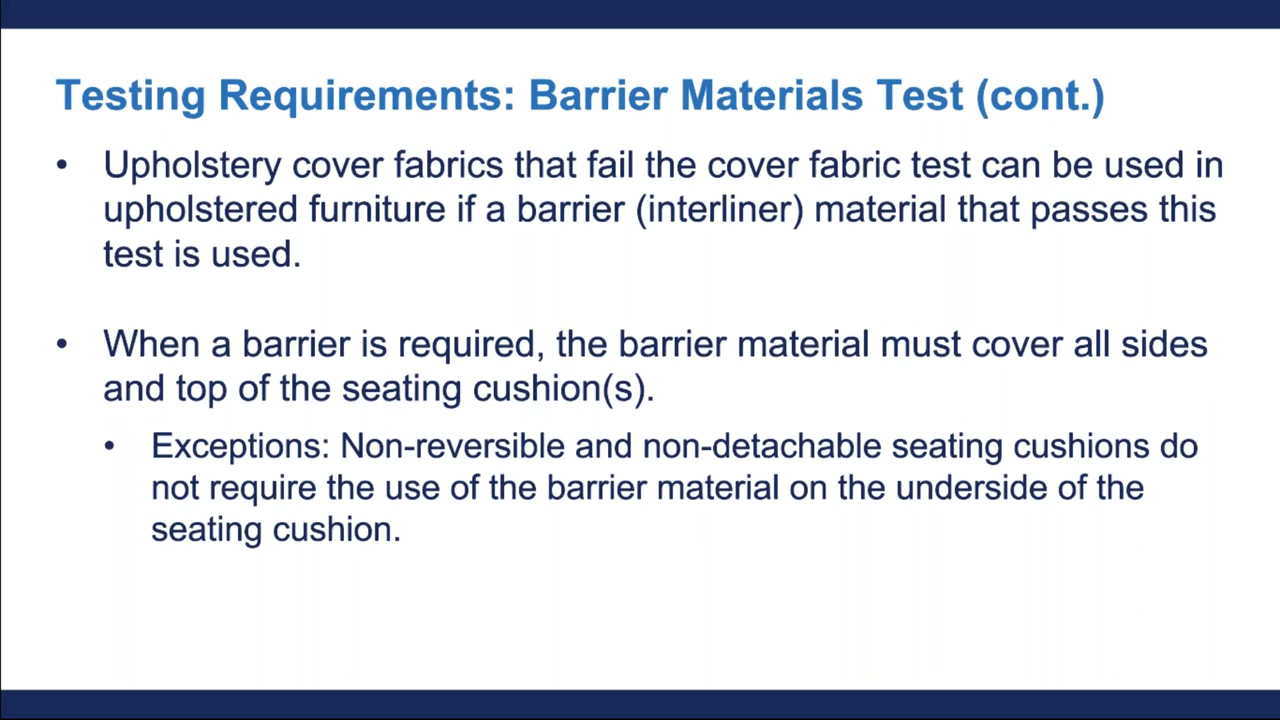 Testing Requirements: Barrier Materials Test (cont.)
• Upholstery cover fabrics that fail the cover fabric test can be used in
upholstered furniture if a barrier (interliner) material that passes this
test is used.
• When a barrier is required, the barrier material must cover all sides
and top of the seating cushion(s).
• Exceptions: Non-reversible and non-detachable seating cushions do
not require the use of the barrier material on the underside of the
seating cushion.